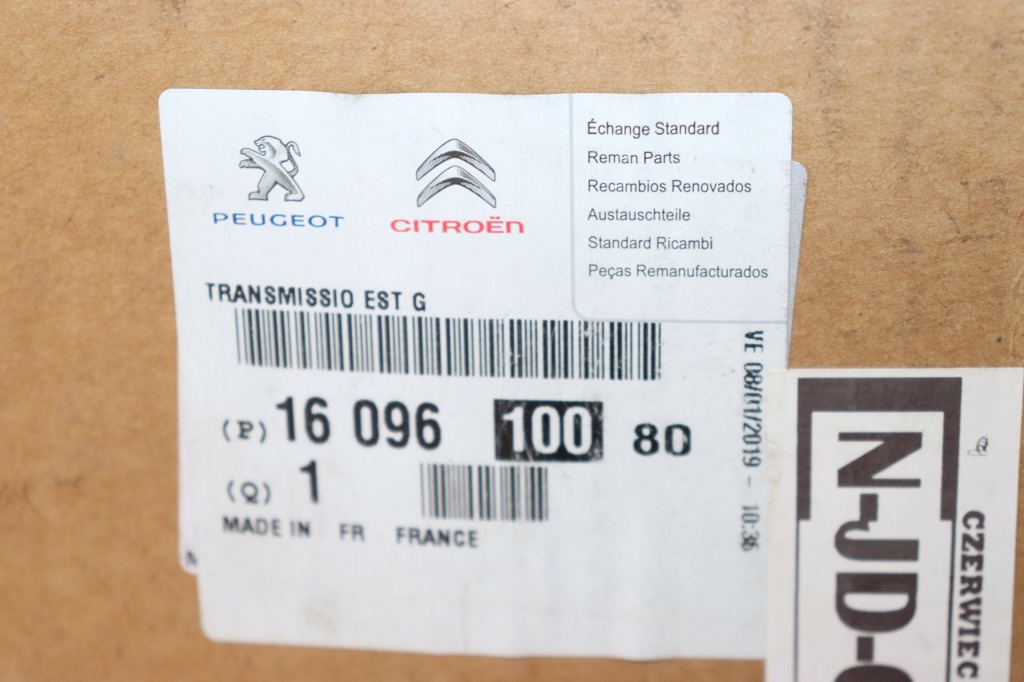 PEUGEOT
CITROËN
Échange Standard
Reman Parts
Recambios Renovados
Austauschteile
Standard Ricambi
Peças Remanufacturados
TRANSMISSIO EST G
(P) 16 096 100 80
(Q) 1
MADE IN FR FRANCE
VE 08/01/2019 - 10:36
N-JD-
CZERWIEC